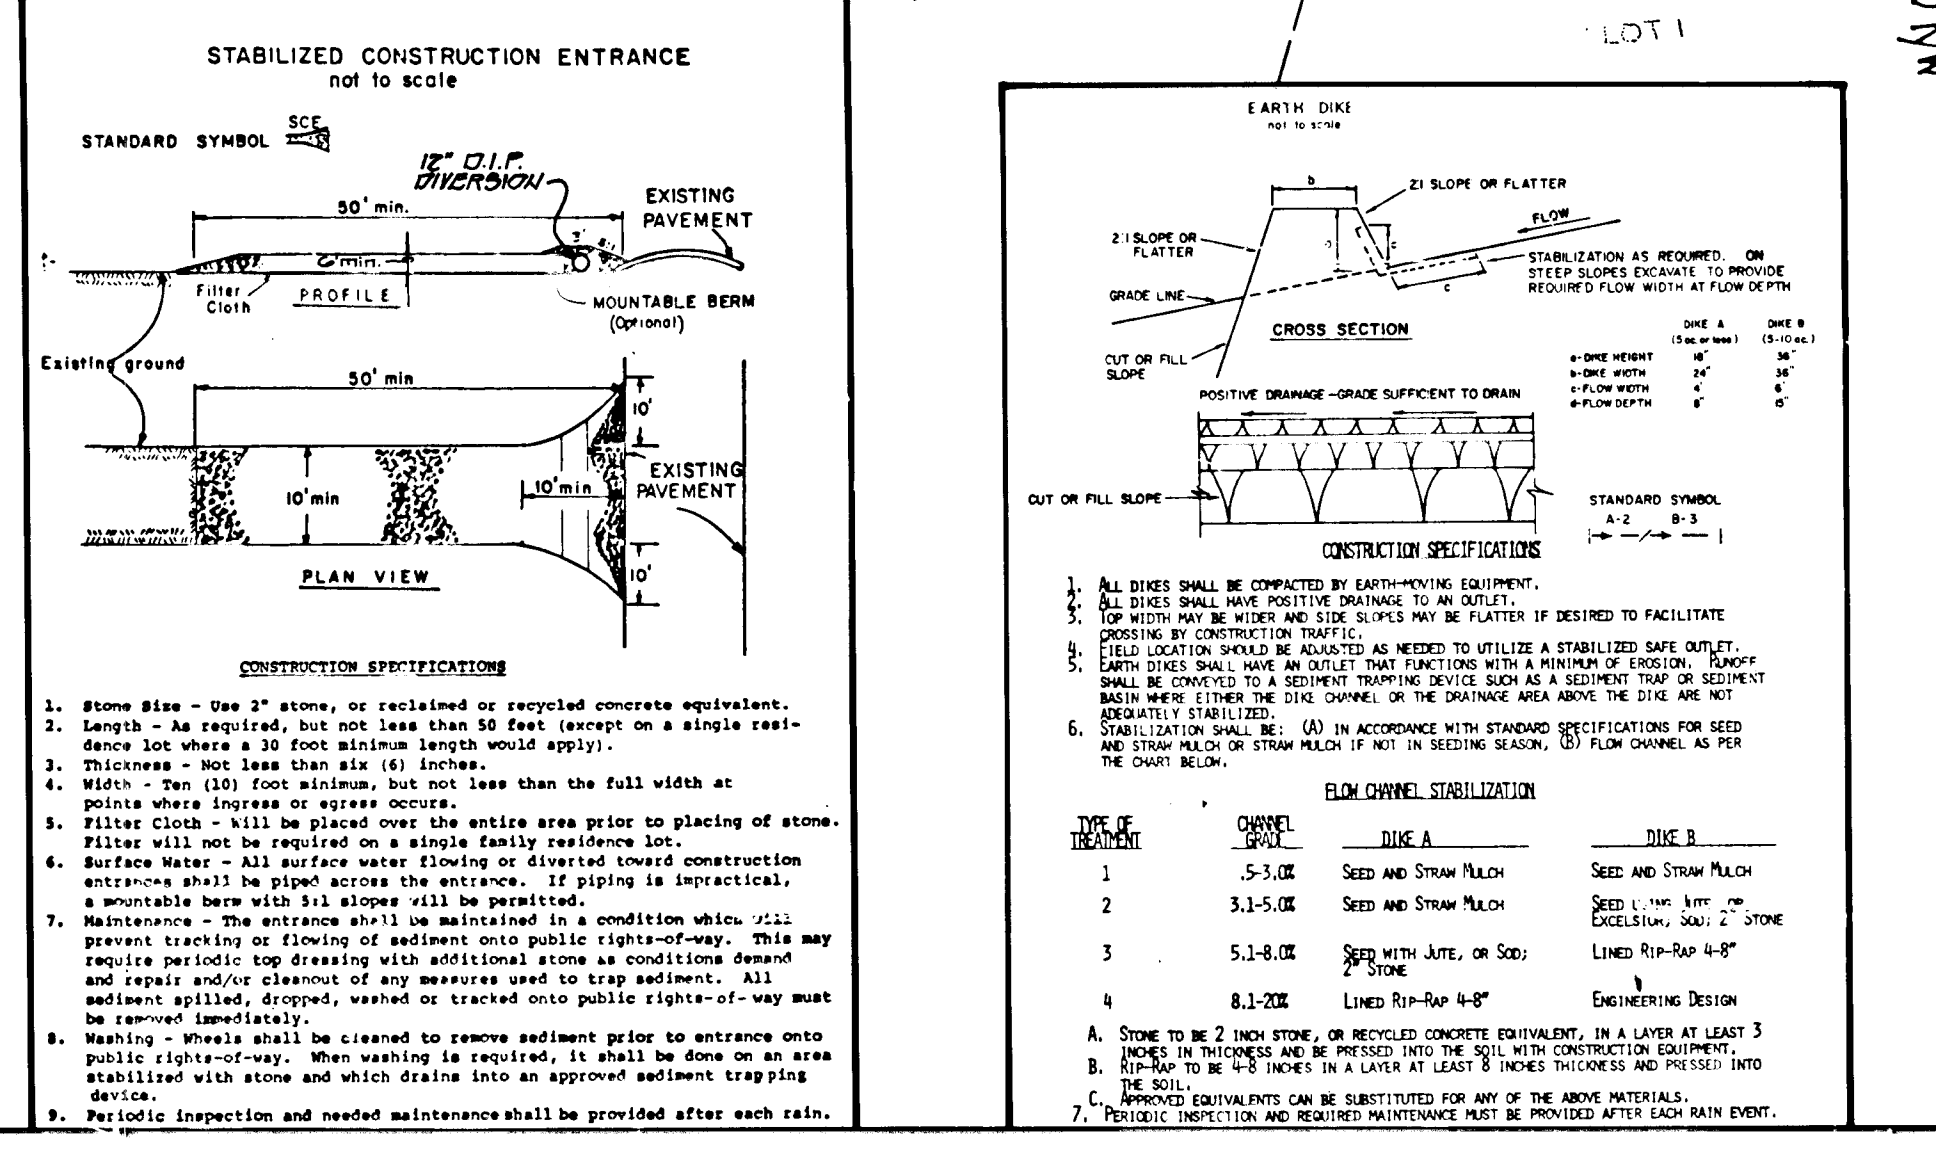 STABILIZED CONSTRUCTION ENTRANCE
not to scale
STANDARD SYMBOL
SCE
12" D.I.P.
DIVERSION
EXISTING
PAVEMENT
50' min.
3'
5:1
6"min.
Filter
Cloth
PROFILE
MOUNTABLE BERM
(Optional)
Existing ground
50' min
10'
10'min
10'min
EXISTING
PAVEMENT
10'
PLAN VIEW
CONSTRUCTION SPECIFICATIONS
1. Stone Size - Use 2" stone, or reclaimed or recycled concrete equivalent.
2. Length - As required, but not less than 50 feet (except on a single resi-
dence lot where a 30 foot minimum length would apply).
3. Thickness - Not less than six (6) inches.
4. Width - Ten (10) foot minimum, but not less than the full width at
points where ingress or egress occurs.
5. Filter Cloth - Will be placed over the entire area prior to placing of stone.
Filter will not be required on a single family residence lot.
6. Surface Water - All surface water flowing or diverted toward construction
entrances shall be piped across the entrance. If piping is impractical,
a mountable berm with 5:1 slopes will be permitted.
7. Maintenance - The entrance shall be maintained in a condition which will
prevent tracking or flowing of sediment onto public rights-of-way. This may
require periodic top dressing with additional stone as conditions demand
and repair and/or cleanout of any measures used to trap sediment. All
sediment spilled, dropped, washed or tracked onto public rights-of-way must
be removed immediately.
8. Washing - Wheels shall be cleaned to remove sediment prior to entrance onto
public rights-of-way. When washing is required, it shall be done on an area
stabilized with stone and which drains into an approved sediment trapping
device.
9. Periodic inspection and needed maintenance shall be provided after each rain.
LOT 1
EARTH DIKE
not to scale
b
2:1 SLOPE OR FLATTER
FLOW
2:1 SLOPE OR
FLATTER
STABILIZATION AS REQUIRED. ON
STEEP SLOPES EXCAVATE TO PROVIDE
REQUIRED FLOW WIDTH AT FLOW DEPTH
c
GRADE LINE
CROSS SECTION
CUT OR FILL
SLOPE
DIKE A DIKE B
(5 ac. or less) (5-10 ac.)
a-DIKE HEIGHT 18" 36"
b-DIKE WIDTH 24" 36"
c-FLOW WIDTH 4' 6'
d-FLOW DEPTH 8" 15"
POSITIVE DRAINAGE-GRADE SUFFICIENT TO DRAIN
CUT OR FILL SLOPE
STANDARD SYMBOL
A-2 B-3
CONSTRUCTION SPECIFICATIONS
1. ALL DIKES SHALL BE COMPACTED BY EARTH-MOVING EQUIPMENT.
2. ALL DIKES SHALL HAVE POSITIVE DRAINAGE TO AN OUTLET.
3. TOP WIDTH MAY BE WIDER AND SIDE SLOPES MAY BE FLATTER IF DESIRED TO FACILITATE
CROSSING BY CONSTRUCTION TRAFFIC.
4. FIELD LOCATION SHOULD BE ADJUSTED AS NEEDED TO UTILIZE A STABILIZED SAFE OUTLET.
5. EARTH DIKES SHALL HAVE AN OUTLET THAT FUNCTIONS WITH A MINIMUM OF EROSION. RUNOFF
SHALL BE CONVEYED TO A SEDIMENT TRAPPING DEVICE SUCH AS A SEDIMENT TRAP OR SEDIMENT
BASIN WHERE EITHER THE DIKE CHANNEL OR THE DRAINAGE AREA ABOVE THE DIKE ARE NOT
ADEQUATELY STABILIZED.
6. STABILIZATION SHALL BE: (A) IN ACCORDANCE WITH STANDARD SPECIFICATIONS FOR SEED
AND STRAW MULCH OR STRAW MULCH IF NOT IN SEEDING SEASON, (B) FLOW CHANNEL AS PER
THE CHART BELOW.
FLOW CHANNEL STABILIZATION
TYPE OF CHANNEL
TREATMENT GRADE DIKE A DIKE B
1 .5-3.0% SEED AND STRAW MULCH SEED AND STRAW MULCH
2 3.1-5.0% SEED AND STRAW MULCH SEED USING JUTE, OR
EXCELSIOR; SOD; 2" STONE
3 5.1-8.0% SEED WITH JUTE, OR SOD; LINED RIP-RAP 4-8"
2" STONE
4 8.1-20% LINED RIP-RAP 4-8" ENGINEERING DESIGN
A. STONE TO BE 2 INCH STONE, OR RECYCLED CONCRETE EQUIVALENT, IN A LAYER AT LEAST 3
INCHES IN THICKNESS AND BE PRESSED INTO THE SOIL WITH CONSTRUCTION EQUIPMENT.
B. RIP-RAP TO BE 4-8 INCHES IN A LAYER AT LEAST 8 INCHES THICKNESS AND PRESSED INTO
THE SOIL.
C. APPROVED EQUIVALENTS CAN BE SUBSTITUTED FOR ANY OF THE ABOVE MATERIALS.
7. PERIODIC INSPECTION AND REQUIRED MAINTENANCE MUST BE PROVIDED AFTER EACH RAIN EVENT.